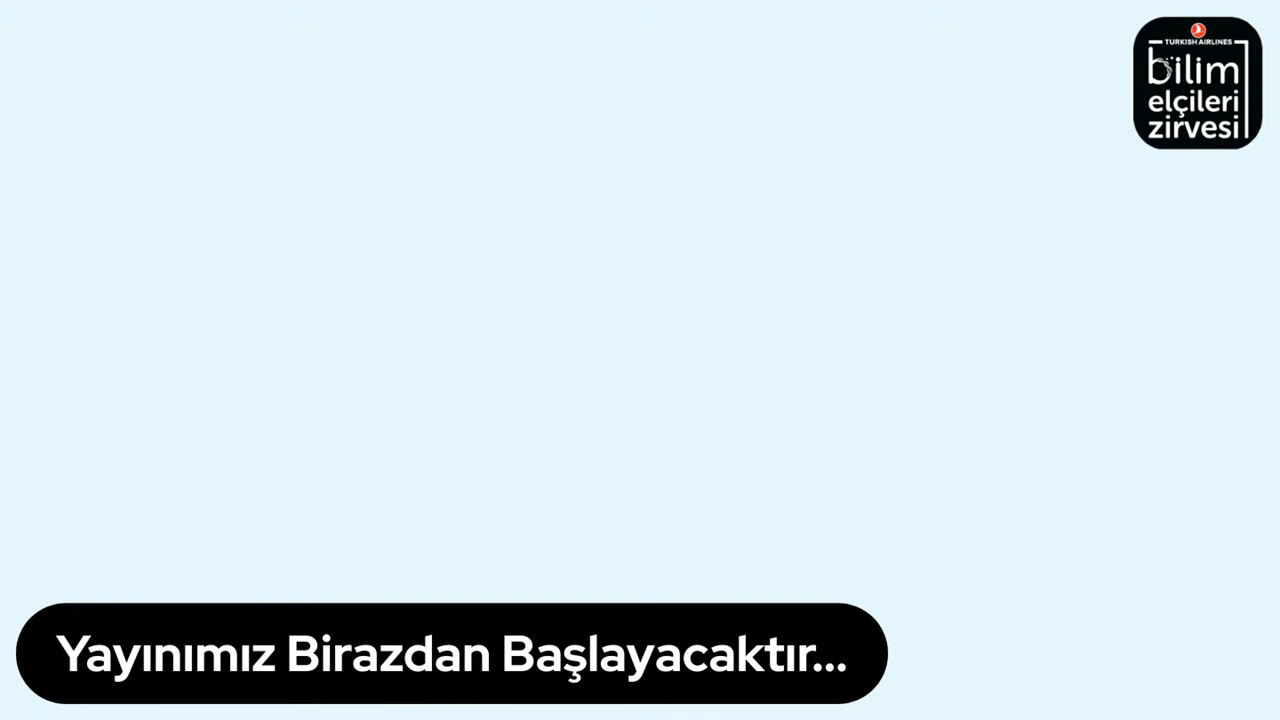 TURKISH AIRLINES
bilim
elçileri
zirvesi
Yayınımız Birazdan Başlayacaktır...